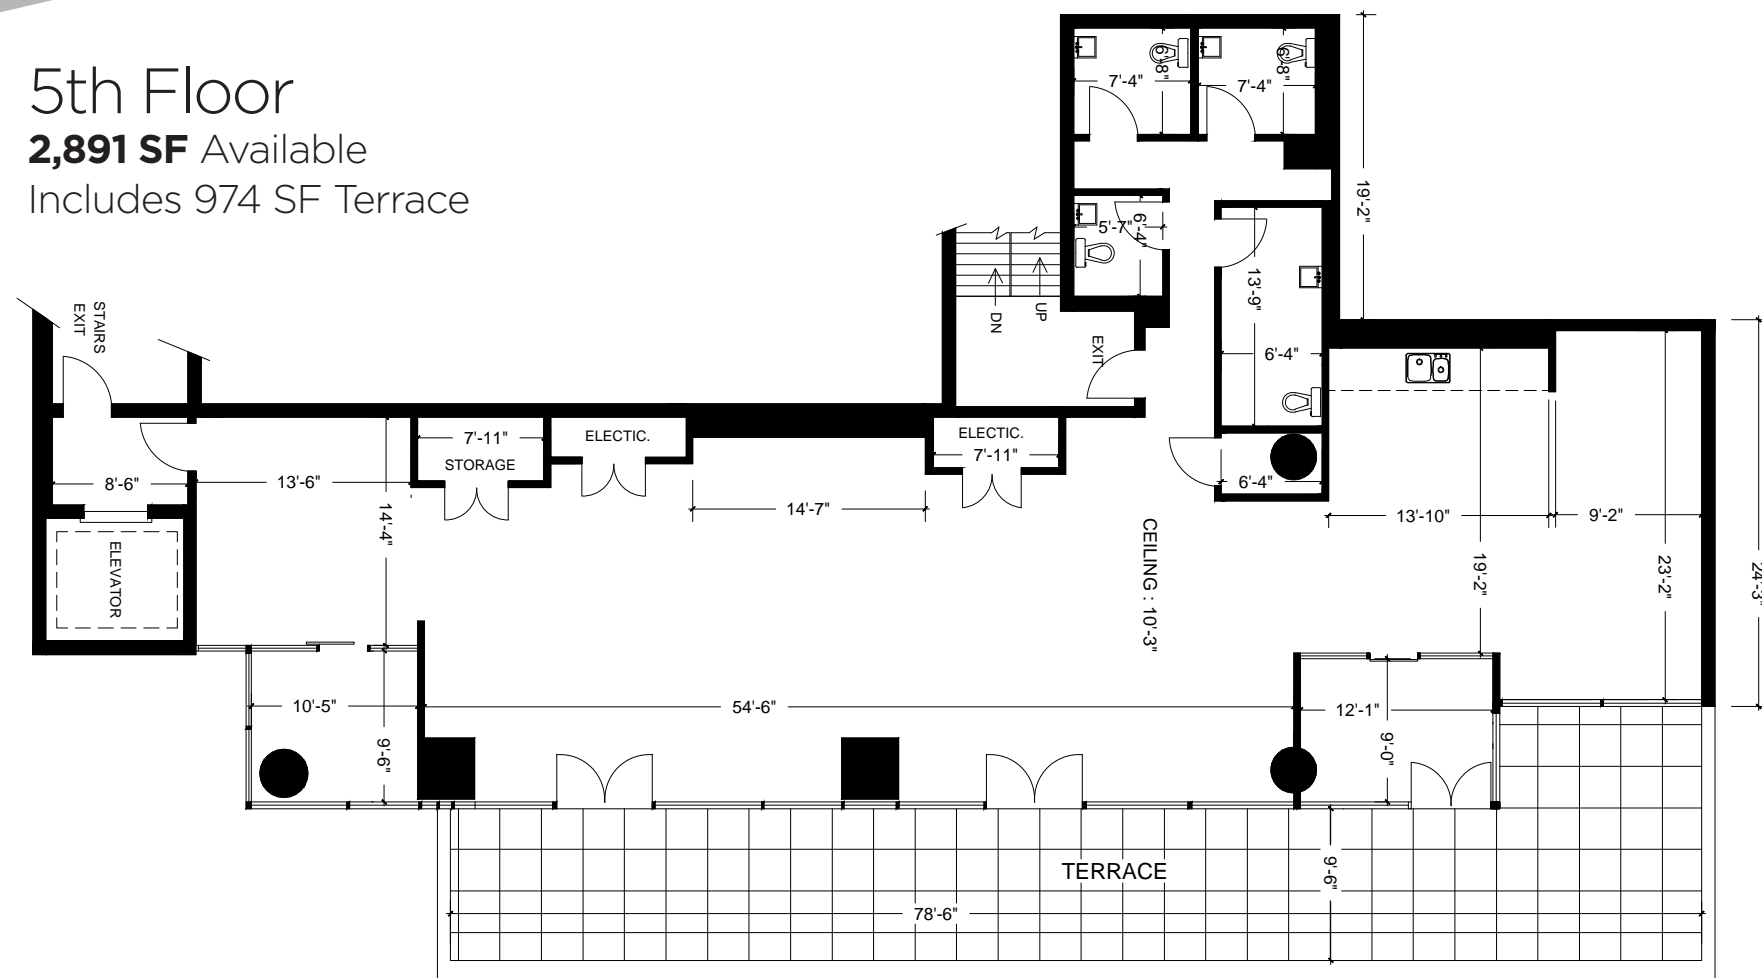 5th Floor
2,891 SF Available
Includes 974 SF Terrace
7'-4"
6'-8"
7'-4"
6'-8"
19'-2"
5'-7"
6'-4"
STAIRS
EXIT
DN
UP
EXIT
13'-9"
6'-4"
7'-11"
STORAGE
ELECTIC.
ELECTIC.
7'-11"
8'-6"
13'-6"
14'-4"
14'-7"
6'-4"
13'-10"
9'-2"
ELEVATOR
CEILING : 10'-3"
19'-2"
23'-2"
24'-3"
10'-5"
9'-6"
54'-6"
12'-1"
9'-0"
TERRACE
9'-6"
78'-6"